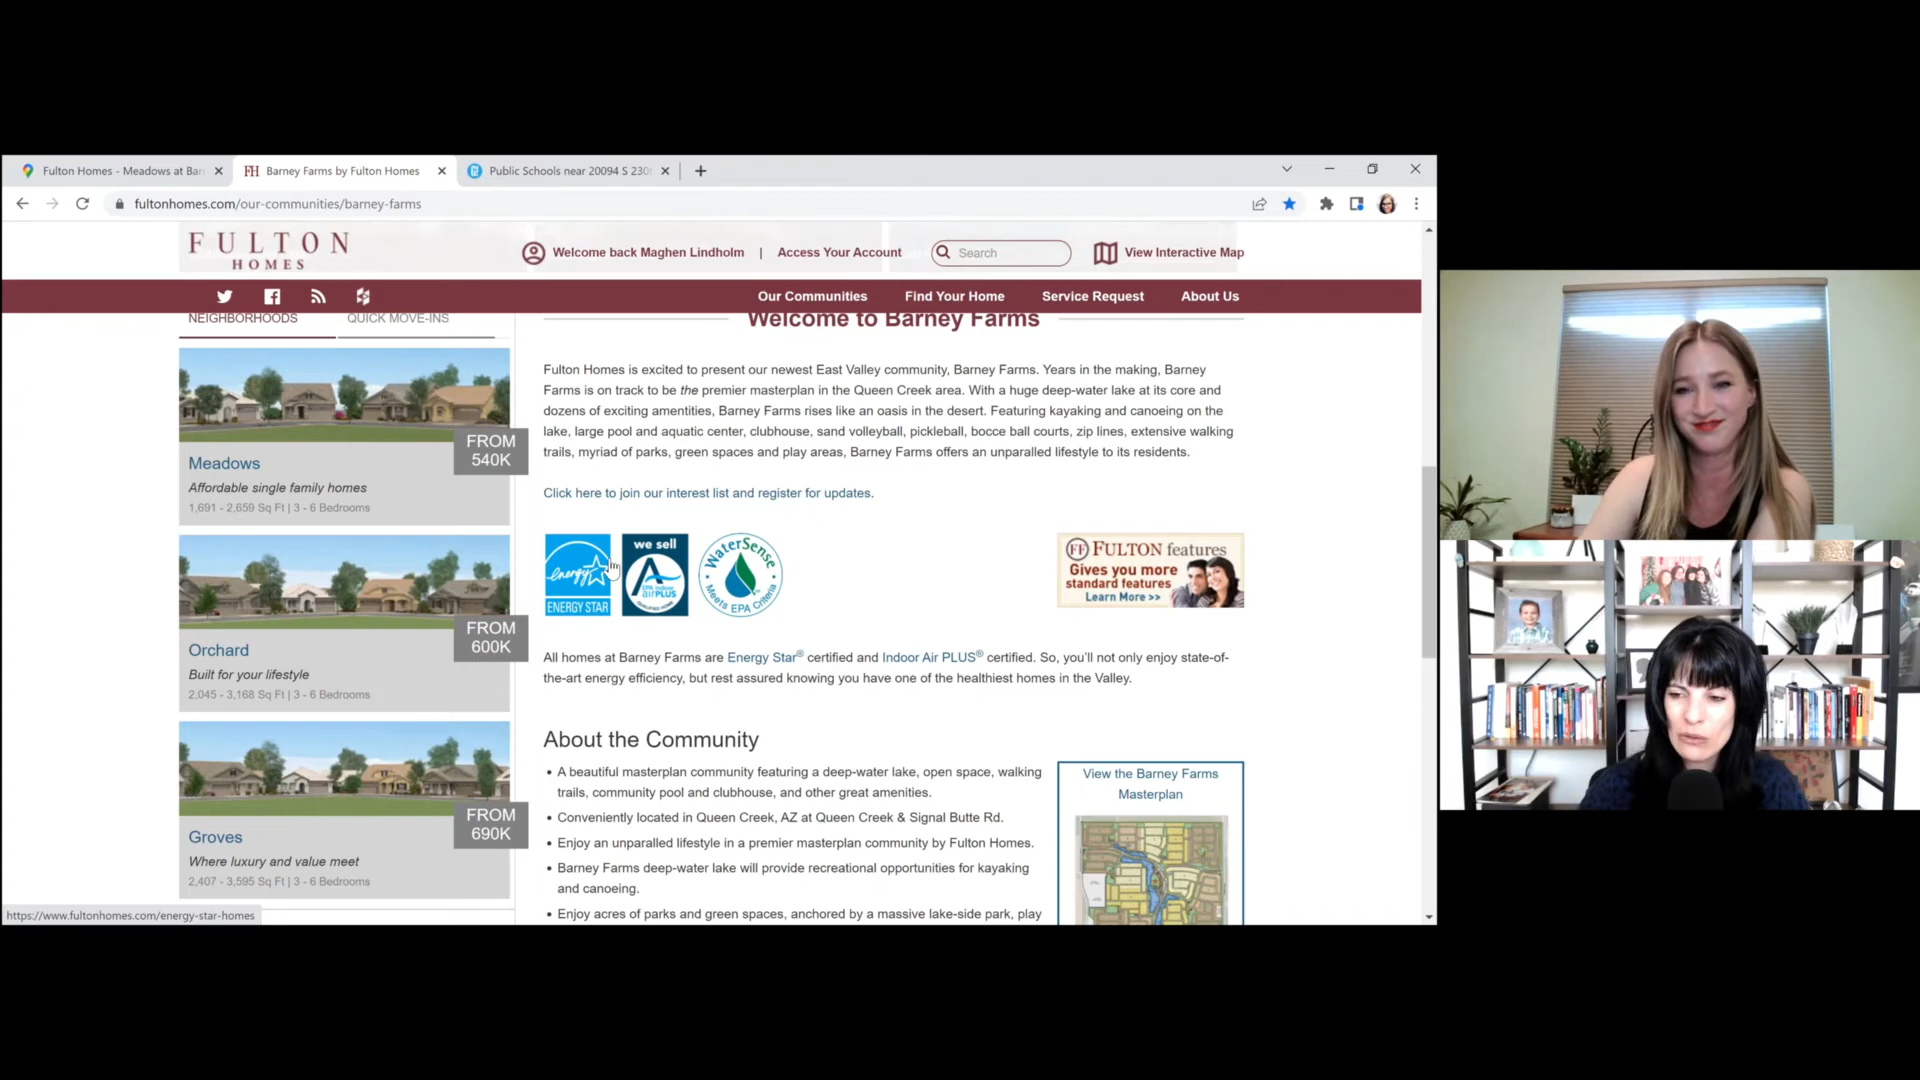 Fulton Homes - Meadows at Bar
Barney Farms by Fulton Homes
Public Schools near 20094 S 230t
fultonhomes.com/our-communities/barney-farms
FULTON
HOMES
Welcome back Maghen Lindholm | Access Your Account
Search
View Interactive Map
Our Communities
Find Your Home
Service Request
About Us
NEIGHBORHOODS
QUICK MOVE-INS
FROM
540K
Meadows
Affordable single family homes
1,691 - 2,659 Sq Ft | 3 - 6 Bedrooms
FROM
600K
Orchard
Built for your lifestyle
2,045 - 3,168 Sq Ft | 3 - 6 Bedrooms
FROM
690K
Groves
Where luxury and value meet
2,407 - 3,595 Sq Ft | 3 - 6 Bedrooms
https://www.fultonhomes.com/energy-star-homes
Welcome to Barney Farms
Fulton Homes is excited to present our newest East Valley community, Barney Farms. Years in the making, Barney
Farms is on track to be the premier masterplan in the Queen Creek area. With a huge deep-water lake at its core and
dozens of exciting amentities, Barney Farms rises like an oasis in the desert. Featuring kayaking and canoeing on the
lake, large pool and aquatic center, clubhouse, sand volleyball, pickleball, bocce ball courts, zip lines, extensive walking
trails, myriad of parks, green spaces and play areas, Barney Farms offers an unparalled lifestyle to its residents.
Click here to join our interest list and register for updates.
energy
ENERGY STAR
we sell
EPA Indoor
airPLUS
QUALIFIED HOMES
WaterSense
Meets EPA Criteria
FF FULTON features
Gives you more
standard features
Learn More >>
All homes at Barney Farms are Energy Star® certified and Indoor Air PLUS® certified. So, you'll not only enjoy state-of-
the-art energy efficiency, but rest assured knowing you have one of the healthiest homes in the Valley.
About the Community
• A beautiful masterplan community featuring a deep-water lake, open space, walking
trails, community pool and clubhouse, and other great amenities.
• Conveniently located in Queen Creek, AZ at Queen Creek & Signal Butte Rd.
• Enjoy an unparalled lifestyle in a premier masterplan community by Fulton Homes.
• Barney Farms deep-water lake will provide recreational opportunities for kayaking
and canoeing.
• Enjoy acres of parks and green spaces, anchored by a massive lake-side park, play
View the Barney Farms
Masterplan